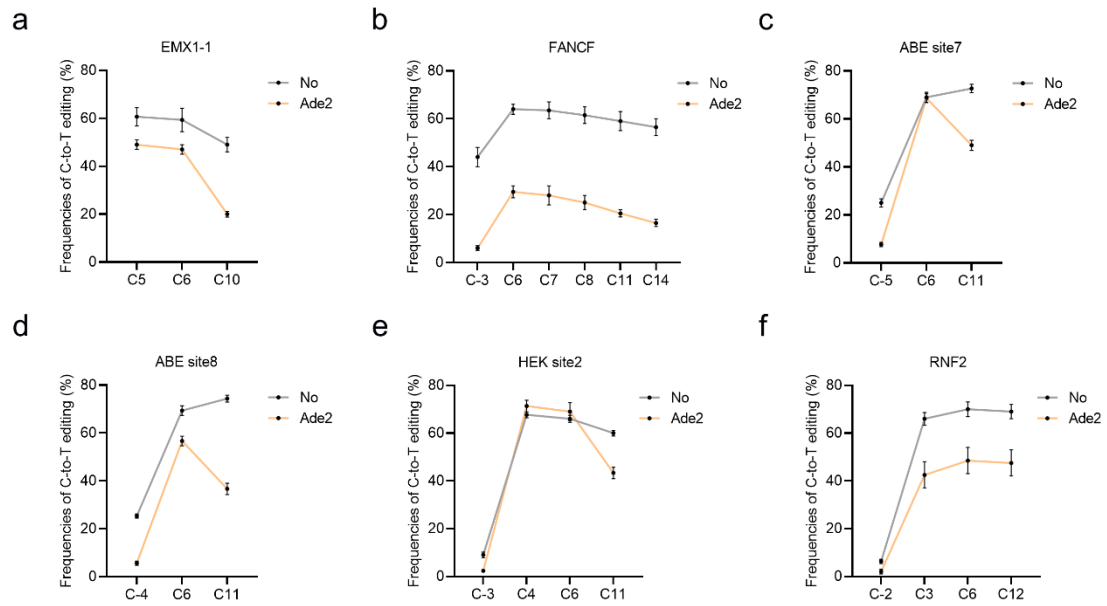 a
EMX1-1
Frequencies of C-to-T editing (%)
80
60
40
20
0
C5 C6 C10
No
Ade2
b
FANCF
Frequencies of C-to-T editing (%)
80
60
40
20
0
C-3 C6 C7 C8 C11 C14
No
Ade2
c
ABE site7
Frequencies of C-to-T editing (%)
80
60
40
20
0
C-5 C6 C11
No
Ade2
d
ABE site8
Frequencies of C-to-T editing (%)
80
60
40
20
0
C-4 C6 C11
No
Ade2
e
HEK site2
Frequencies of C-to-T editing (%)
80
60
40
20
0
C-3 C4 C6 C11
No
Ade2
f
RNF2
Frequencies of C-to-T editing (%)
80
60
40
20
0
C-2 C3 C6 C12
No
Ade2